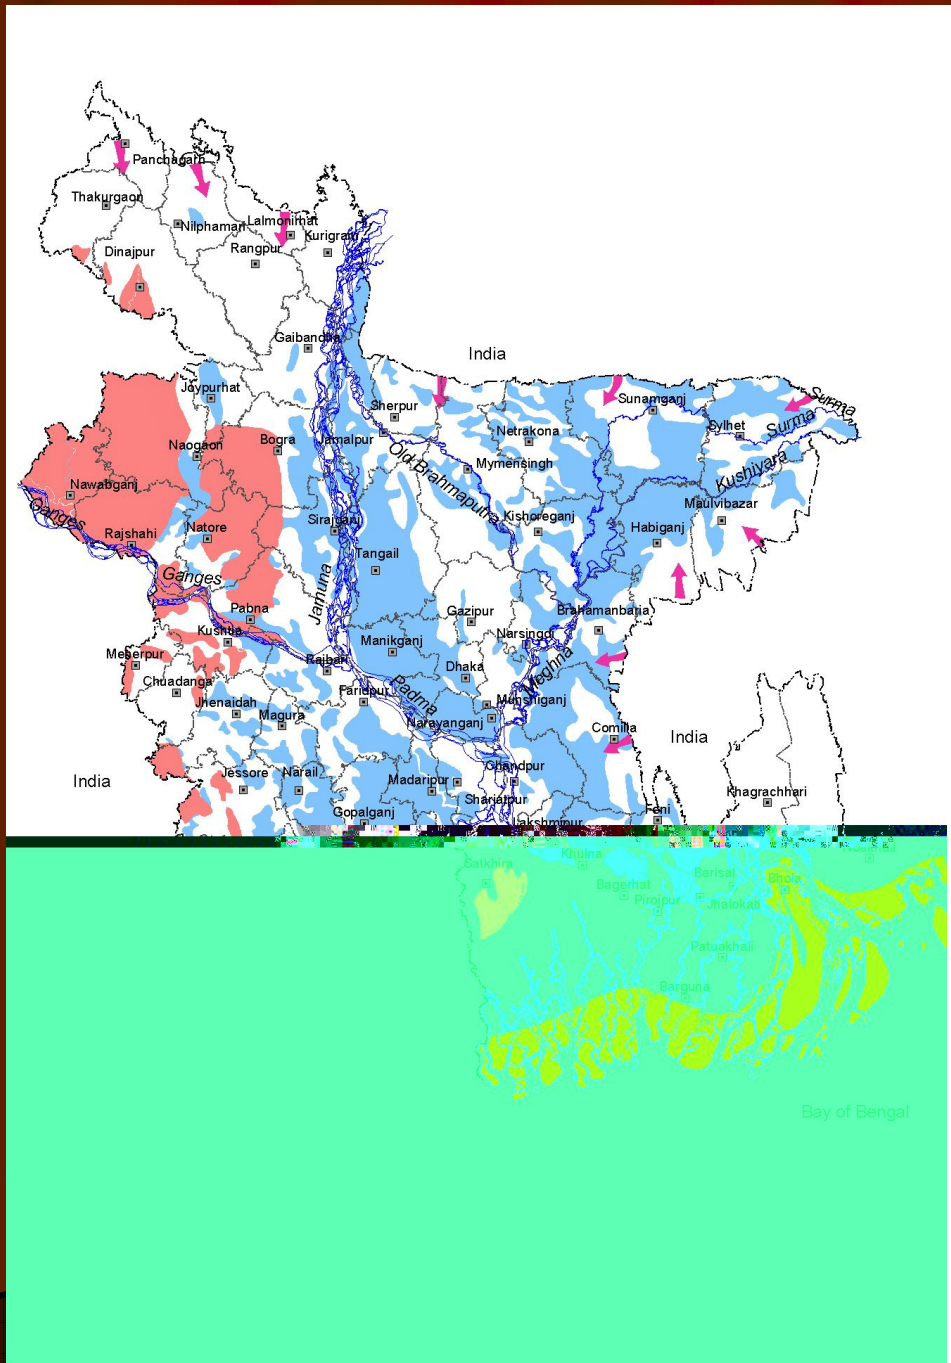 Panchagarh
Thakurgaon
Nilphamari
Lalmonirhat
Kurigram
Dinajpur
Rangpur
Gaibandha
India
Joypurhat
Sherpur
Sunamganj
Surma
Surma
Sylhet
Netrakona
Jamalpur
Naogaon
Bogra
Old Brahmaputra
Mymensingh
Kushiyara
Maulvibazar
Nawabganj
Ganges
Rajshahi
Natore
Sirajganj
Kishoreganj
Habiganj
Tangail
Ganges
Jamuna
Pabna
Gazipur
Brahamanbaria
Kushtia
Narsingdi
Meherpur
Rajbari
Manikganj
Dhaka
Meghna
Chuadanga
Faridpur
Padma
Munshiganj
Jhenaidah
Magura
Narayanganj
Comilla
India
India
Jessore
Narail
Madaripur
Chandpur
Khagrachhari
Shariatpur
Gopalganj
Lakshmipur
Feni
Satkhira
Khulna
Bagerhat
Barisal
Bhola
Pirojpur
Jhalokati
Patuakhali
Barguna
Bay of Bengal